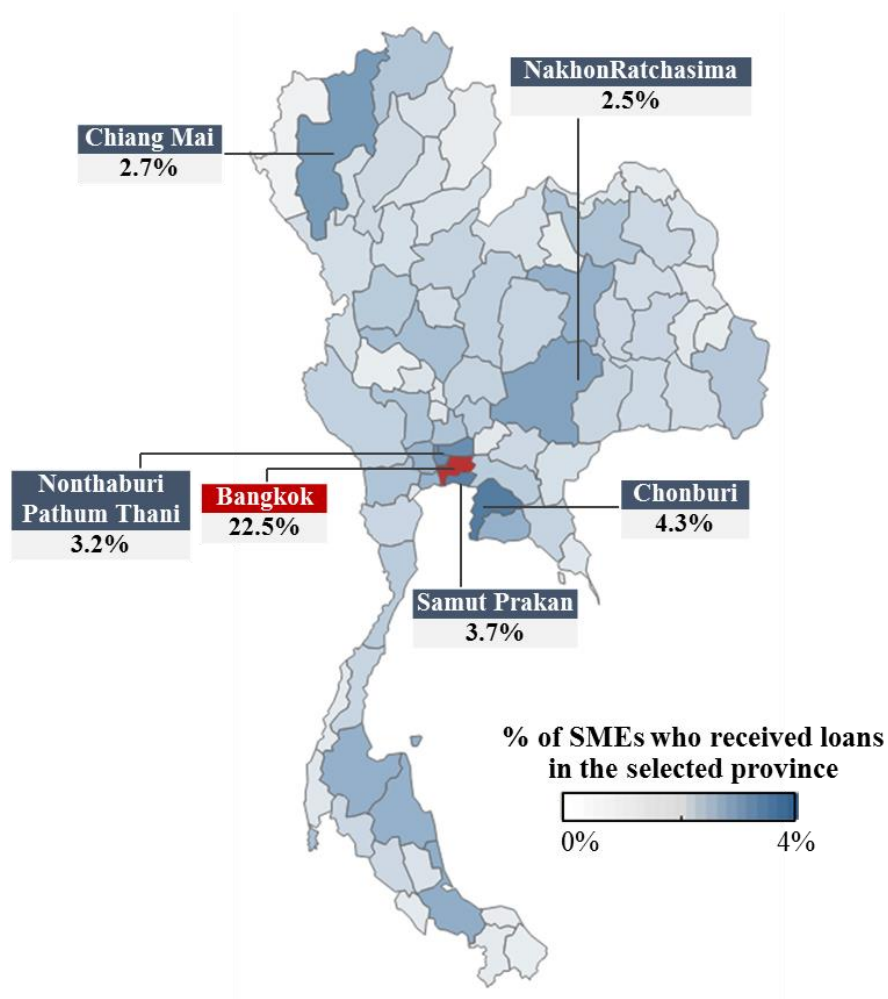 NakhonRatchasima
2.5%
Chiang Mai
2.7%
Nonthaburi
Pathum Thani
3.2%
Bangkok
22.5%
Chonburi
4.3%
Samut Prakan
3.7%
% of SMEs who received loans
in the selected province
0%
4%